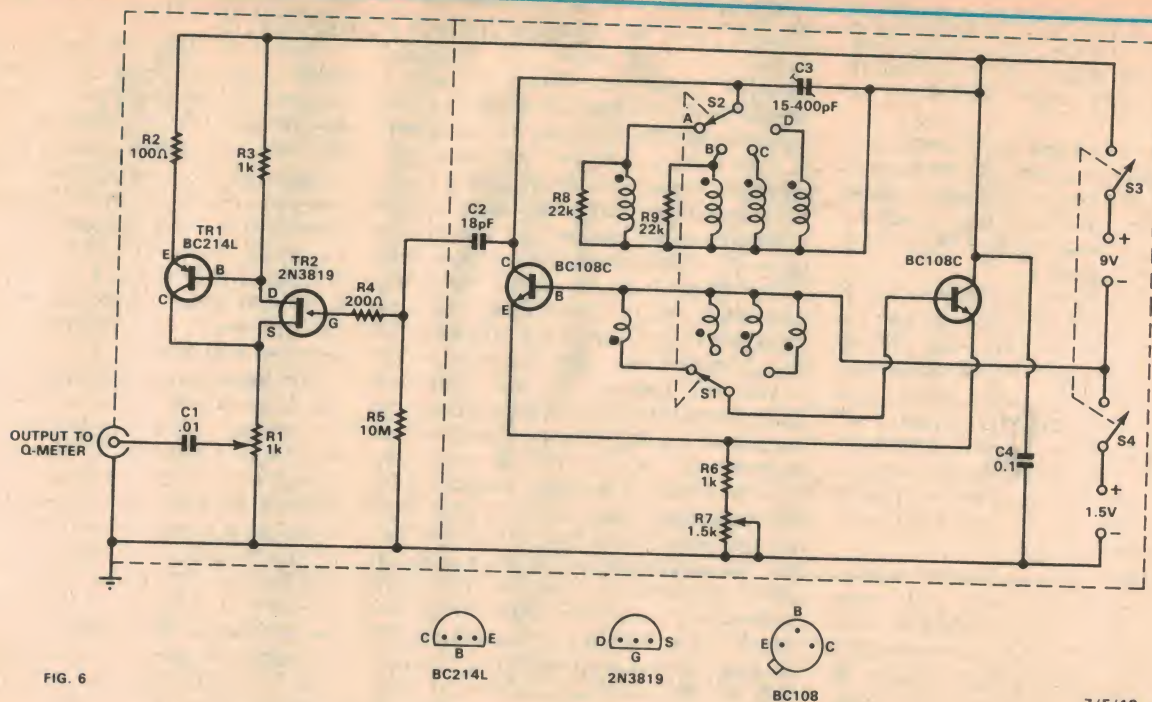 R2
100Ω
R3
1k
TR1
BC214L
E
B
C
TR2
2N3819
D
S
G
R4
200Ω
C2
18pF
R5
10M
OUTPUT TO
Q-METER
C1
.01
R1
1k
C
B
E
BC108C
S2
A
B
C
D
C3
15-400pF
R8
22k
R9
22k
S1
BC108C
R6
1k
R7
1.5k
C4
0.1
S3
+
9V
-
S4
+
1.5V
-
C E
B
BC214L
D S
G
2N3819
B
E C
BC108
FIG. 6